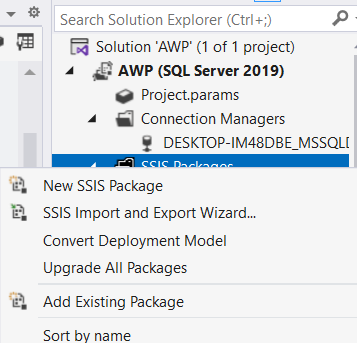 Search Solution Explorer (Ctrl+;)
Solution 'AWP' (1 of 1 project)
AWP (SQL Server 2019)
Project.params
Connection Managers
DESKTOP-IM48DBE_MSSQLD
SSIS Packages
New SSIS Package
SSIS Import and Export Wizard...
Convert Deployment Model
Upgrade All Packages
Add Existing Package
Sort by name